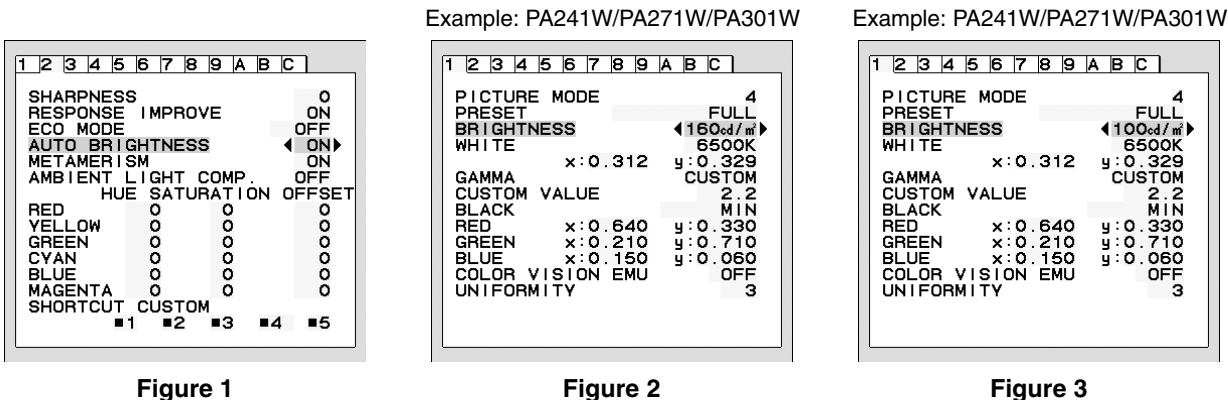 1 2 3 4 5 6 7 8 9 A B C
SHARPNESS 0
RESPONSE IMPROVE ON
ECO MODE OFF
AUTO BRIGHTNESS ◀ ON▶
METAMERISM ON
AMBIENT LIGHT COMP. OFF
HUE SATURATION OFFSET
RED 0 0 0
YELLOW 0 0 0
GREEN 0 0 0
CYAN 0 0 0
BLUE 0 0 0
MAGENTA 0 0 0
SHORTCUT CUSTOM
■1 ■2 ■3 ■4 ■5
Figure 1
Example: PA241W/PA271W/PA301W
1 2 3 4 5 6 7 8 9 A B C
PICTURE MODE 4
PRESET FULL
BRIGHTNESS ◀160cd/㎡▶
WHITE 6500K
x:0.312 y:0.329
GAMMA CUSTOM
CUSTOM VALUE 2.2
BLACK MIN
RED x:0.640 y:0.330
GREEN x:0.210 y:0.710
BLUE x:0.150 y:0.060
COLOR VISION EMU OFF
UNIFORMITY 3
Figure 2
Example: PA241W/PA271W/PA301W
1 2 3 4 5 6 7 8 9 A B C
PICTURE MODE 4
PRESET FULL
BRIGHTNESS ◀100cd/㎡▶
WHITE 6500K
x:0.312 y:0.329
GAMMA CUSTOM
CUSTOM VALUE 2.2
BLACK MIN
RED x:0.640 y:0.330
GREEN x:0.210 y:0.710
BLUE x:0.150 y:0.060
COLOR VISION EMU OFF
UNIFORMITY 3
Figure 3